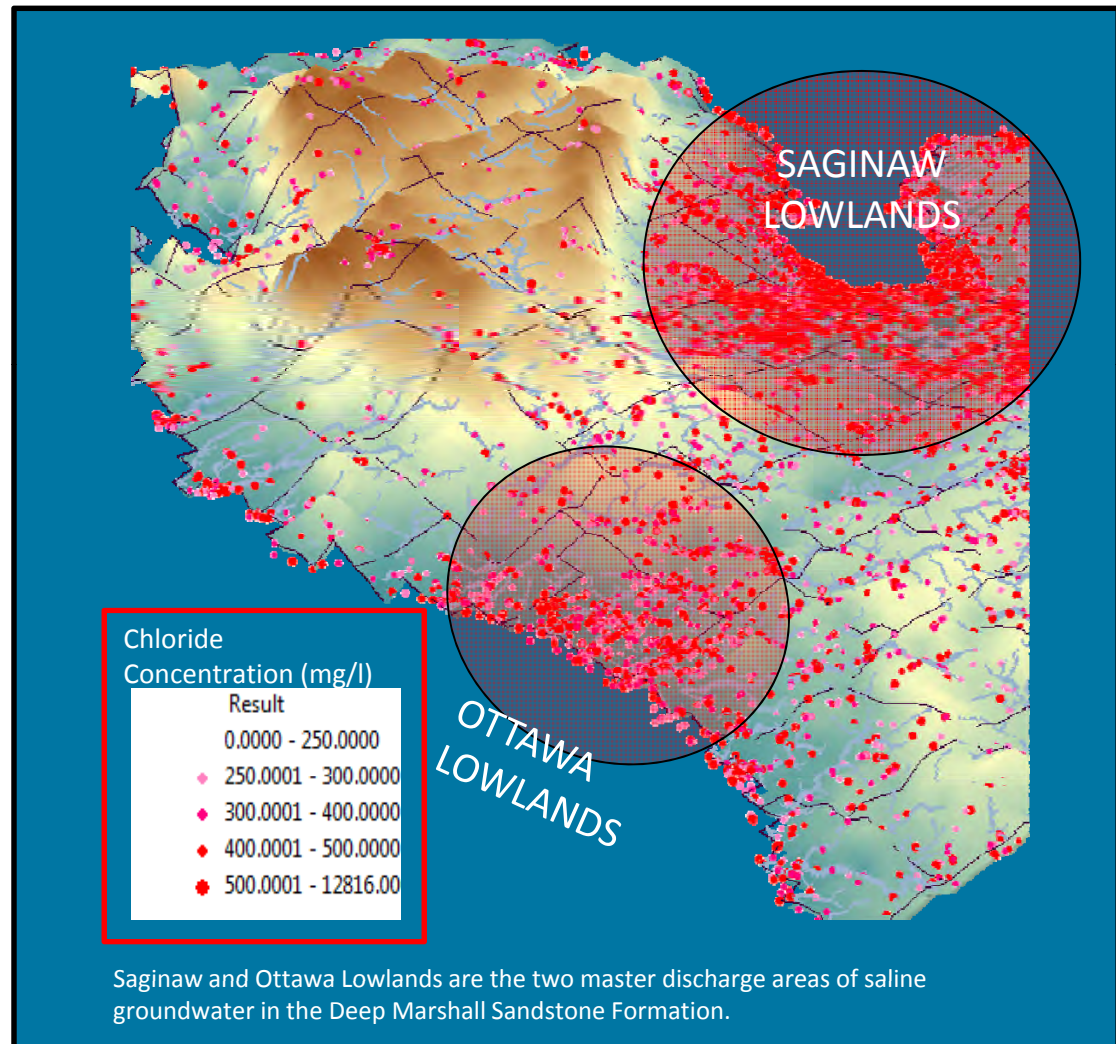 SAGINAW
LOWLANDS
OTTAWA
LOWLANDS
Chloride
Concentration (mg/l)
Result
0.0000 - 250.0000
250.0001 - 300.0000
300.0001 - 400.0000
400.0001 - 500.0000
500.0001 - 12816.00
Saginaw and Ottawa Lowlands are the two master discharge areas of saline
groundwater in the Deep Marshall Sandstone Formation.